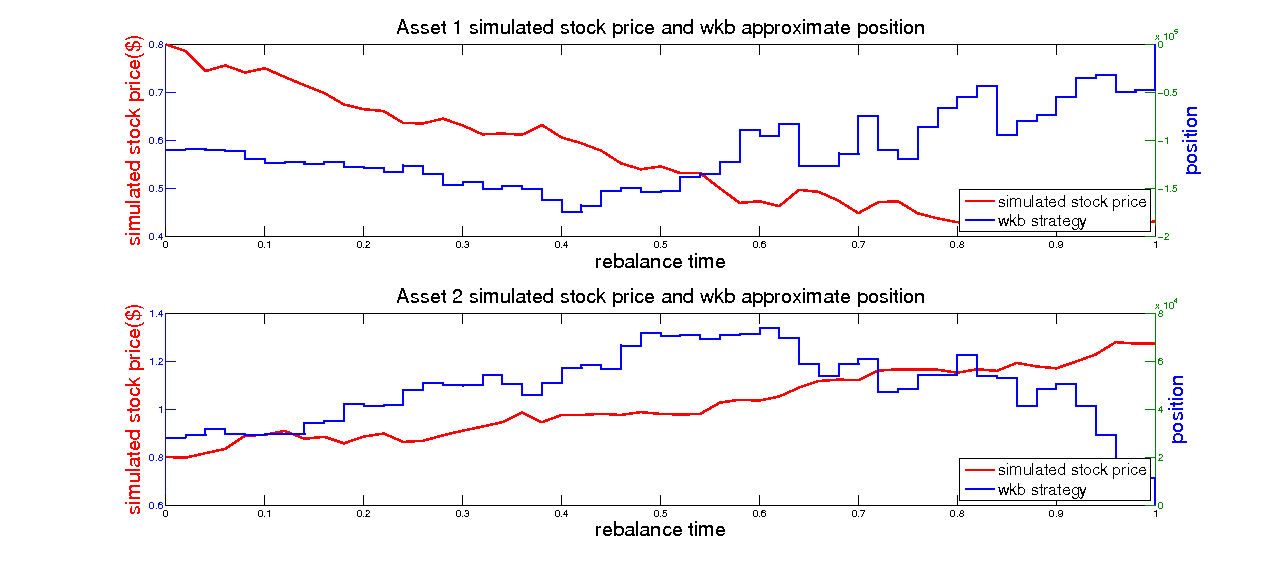 Asset 1 simulated stock price and wkb approximate position
x 10^5
simulated stock price($)
0.8
0.7
0.6
0.5
0.4
0
-0.5
-1
-1.5
-2
position
simulated stock price
wkb strategy
0 0.1 0.2 0.3 0.4 0.5 0.6 0.7 0.8 0.9 1
rebalance time
Asset 2 simulated stock price and wkb approximate position
x 10^4
simulated stock price($)
1.4
1.2
1
0.8
0.6
8
6
4
2
0
position
simulated stock price
wkb strategy
0 0.1 0.2 0.3 0.4 0.5 0.6 0.7 0.8 0.9 1
rebalance time